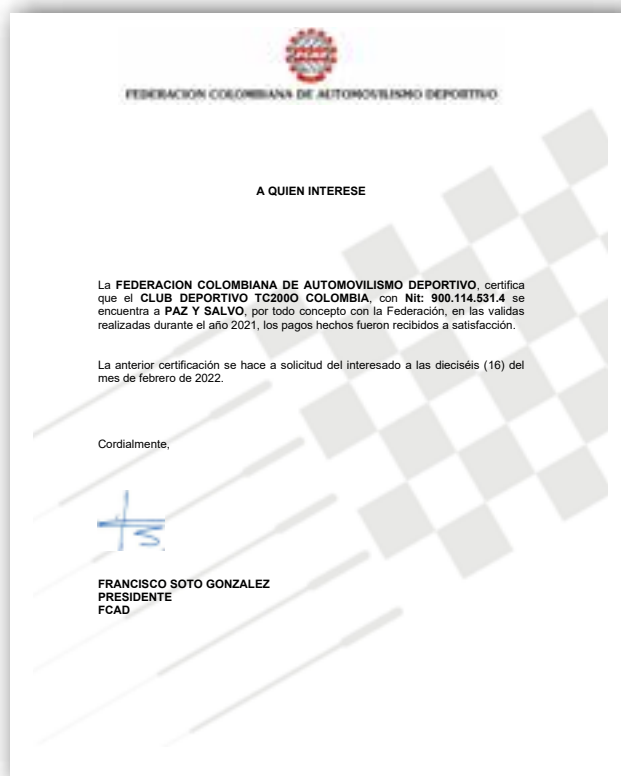 FEDERACION COLOMBIANA DE AUTOMOVILISMO DEPORTIVO
A QUIEN INTERESE
La FEDERACION COLOMBIANA DE AUTOMOVILISMO DEPORTIVO, certifica
que el CLUB DEPORTIVO TC200O COLOMBIA, con Nit: 900.114.531.4 se
encuentra a PAZ Y SALVO, por todo concepto con la Federación, en las validas
realizadas durante el año 2021, los pagos hechos fueron recibidos a satisfacción.
La anterior certificación se hace a solicitud del interesado a las dieciséis (16) del
mes de febrero de 2022.
Cordialmente,
FRANCISCO SOTO GONZALEZ
PRESIDENTE
FCAD